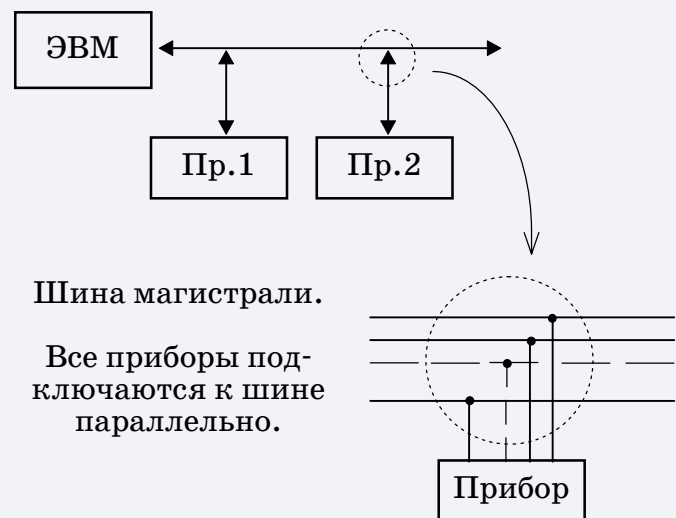 ЭВМ
Пр.1
Пр.2
Шина магистрали.
Все приборы под-
ключаются к шине
параллельно.
Прибор